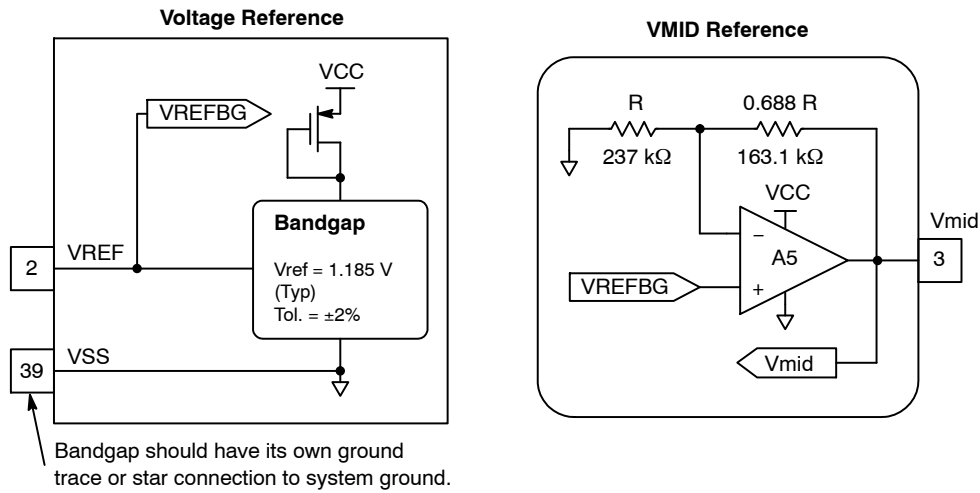 Voltage Reference
VCC
VREFBG
Bandgap
Vref = 1.185 V
(Typ)
Tol. = ±2%
VREF
2
VSS
39
Bandgap should have its own ground
trace or star connection to system ground.
VMID Reference
R
0.688 R
237 kΩ
163.1 kΩ
VCC
−
A5
+
VREFBG
Vmid
3
Vmid